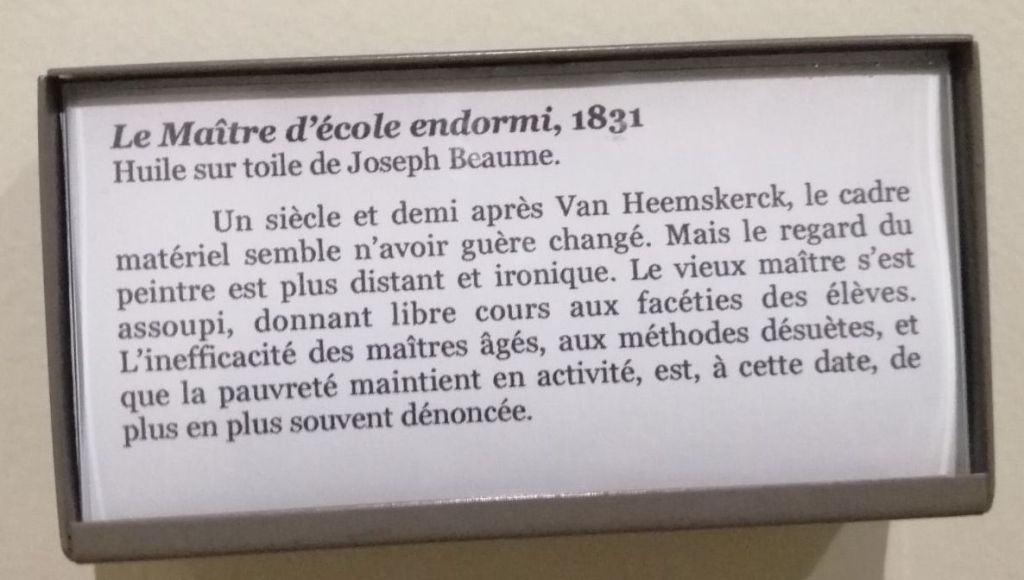 Le Maître d'école endormi, 1831
Huile sur toile de Joseph Beaume.
Un siècle et demi après Van Heemskerck, le cadre
matériel semble n'avoir guère changé. Mais le regard du
peintre est plus distant et ironique. Le vieux maître s'est
assoupi, donnant libre cours aux facéties des élèves.
L'inefficacité des maîtres âgés, aux méthodes désuètes, et
que la pauvreté maintient en activité, est, à cette date, de
plus en plus souvent dénoncée.